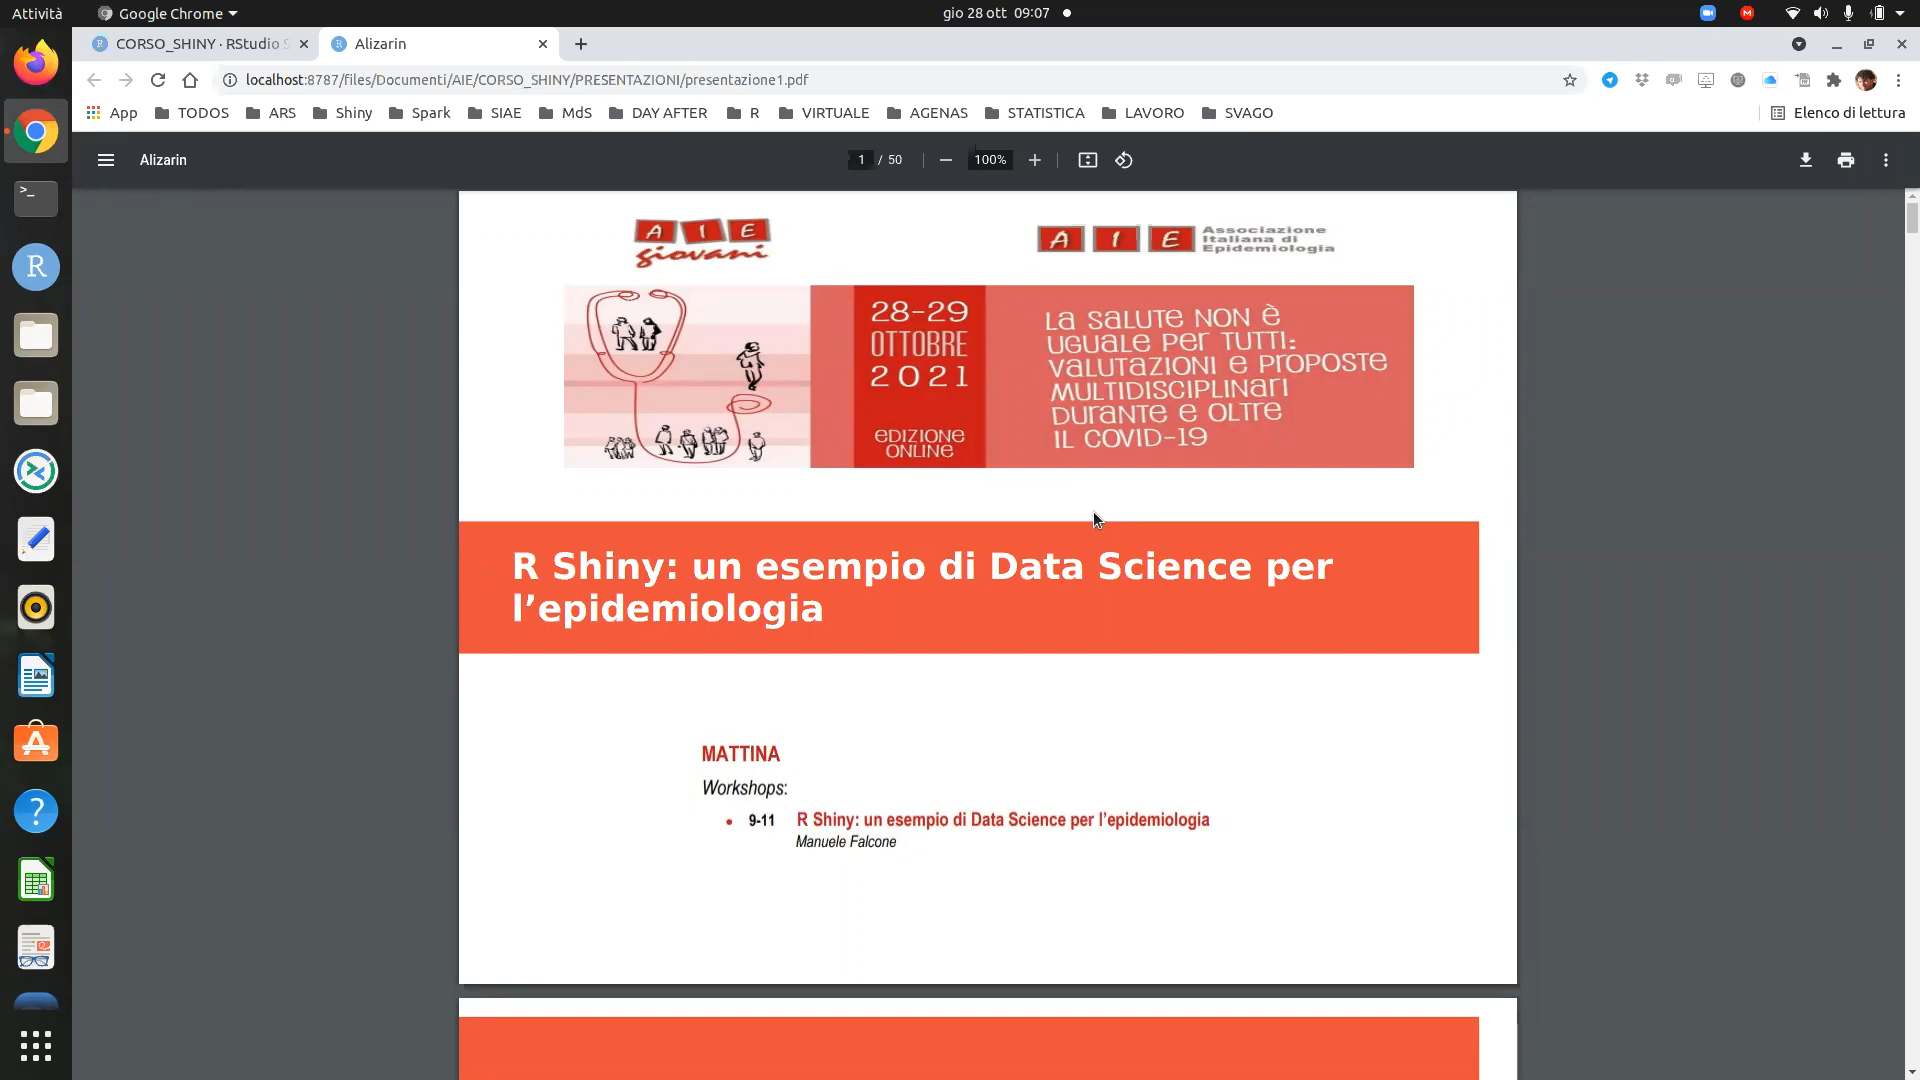 Attività
Google Chrome
gio 28 ott 09:07
CORSO_SHINY · RStudio S
Alizarin
localhost:8787/files/Documenti/AIE/CORSO_SHINY/PRESENTAZIONI/presentazione1.pdf
App
TODOS
ARS
Shiny
Spark
SIAE
MdS
DAY AFTER
R
VIRTUALE
AGENAS
STATISTICA
LAVORO
SVAGO
Elenco di lettura
Alizarin
1 / 50
100%
A I E
giovani
A I E
Associazione
Italiana di
Epidemiologia
28-29
OTTOBRE
2021
EDIZIONE
ONLINE
La SALUTE NON è
UGUALE PER TUTTI:
VALUTAZIONI E PROPOSTE
MULTIDISCIPLINARI
DURANTE E OLTRE
IL COVID-19
R Shiny: un esempio di Data Science per
l’epidemiologia
MATTINA
Workshops:
• 9-11 R Shiny: un esempio di Data Science per l’epidemiologia
Manuele Falcone